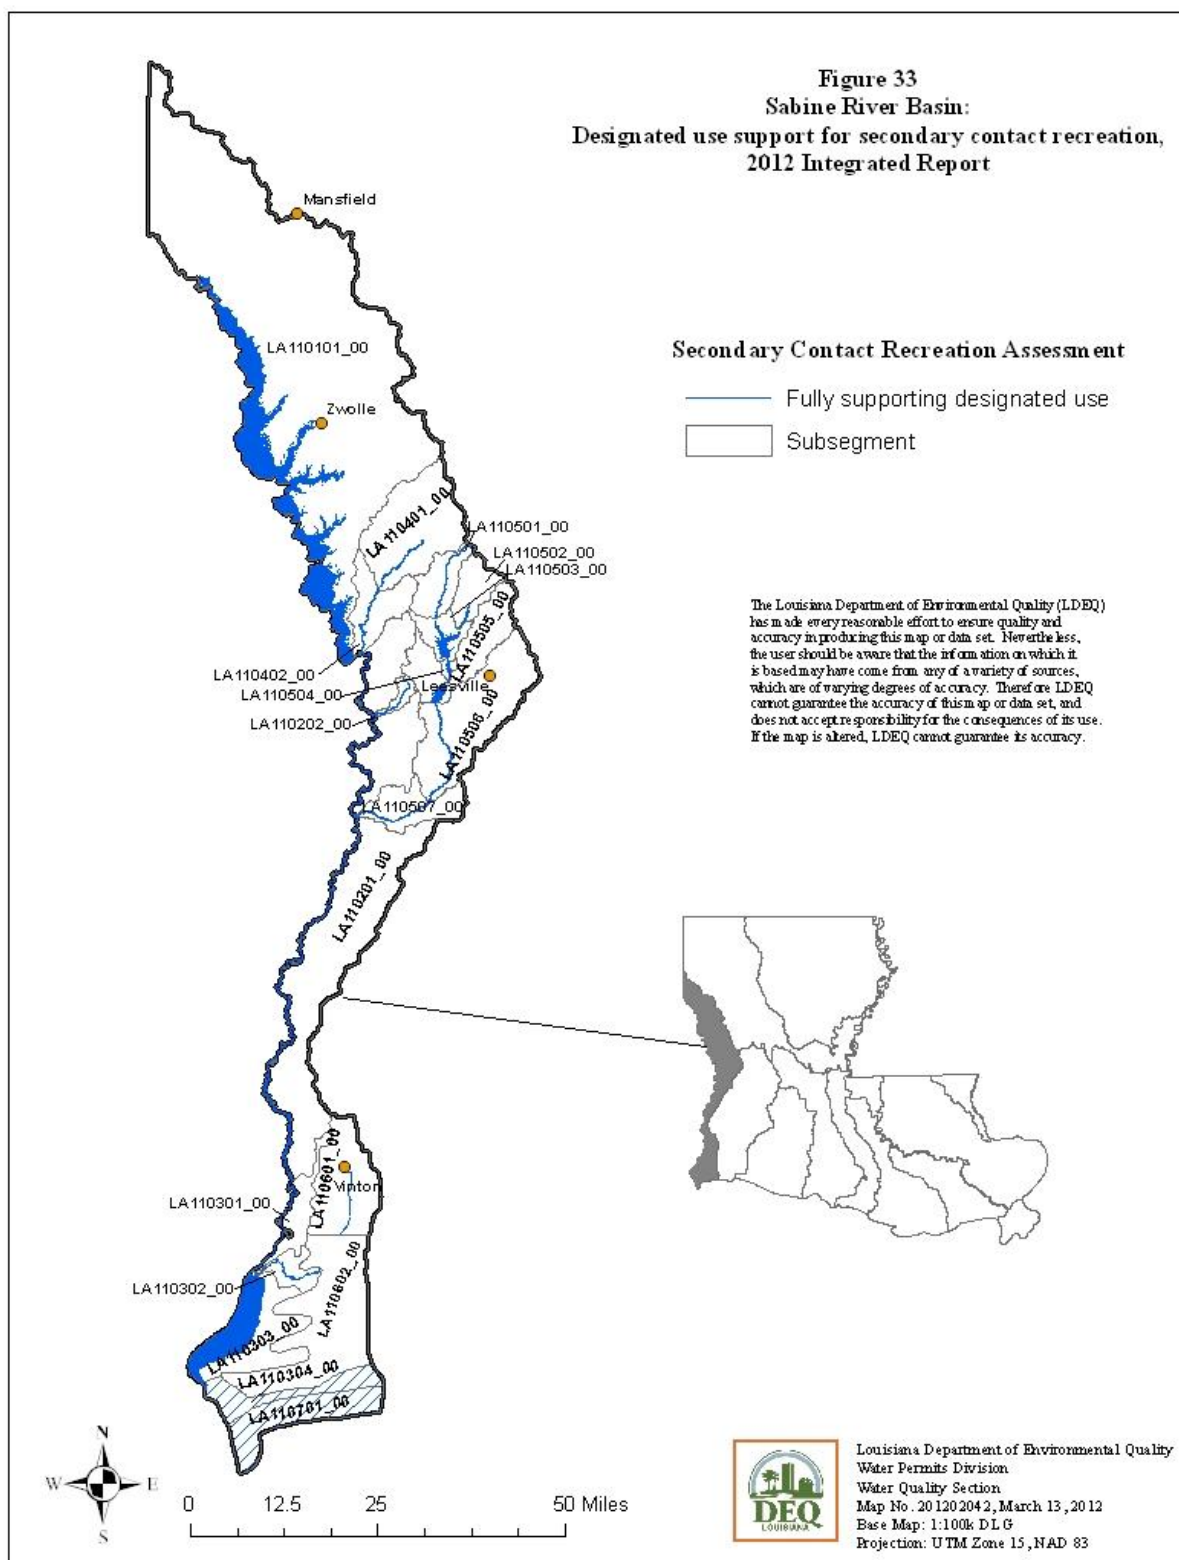 Figure 33
Sabine River Basin:
Designated use support for secondary contact recreation,
2012 Integrated Report
Mansfield
LA110101_00
Zwolle
Secondary Contact Recreation Assessment
Fully supporting designated use
Subsegment
LA110401_00
LA110501_00
LA110502_00
LA110503_00
LA110505_00
LA110402_00
LA110504_00
Leesville
LA110202_00
LA110506_00
LA110507_00
The Louisiana Department of Environmental Quality (LDEQ)
has made every reasonable effort to ensure quality and
accuracy in producing this map or data set. Nevertheless,
the user should be aware that the information on which it
is based may have come from any of a variety of sources,
which are of varying degrees of accuracy. Therefore LDEQ
cannot guarantee the accuracy of this map or data set, and
does not accept responsibility for the consequences of its use.
If the map is altered, LDEQ cannot guarantee its accuracy.
LA110201_00
LA110601_00
Vinton
LA110301_00
LA110302_00
LA110602_00
LA110303_00
LA110304_00
LA110701_00
N
W E
S
0 12.5 25 50 Miles
DEQ
LOUISIANA
Louisiana Department of Environmental Quality
Water Permits Division
Water Quality Section
Map No. 201202042, March 13, 2012
Base Map: 1:100k DLG
Projection: UTM Zone 15, NAD 83